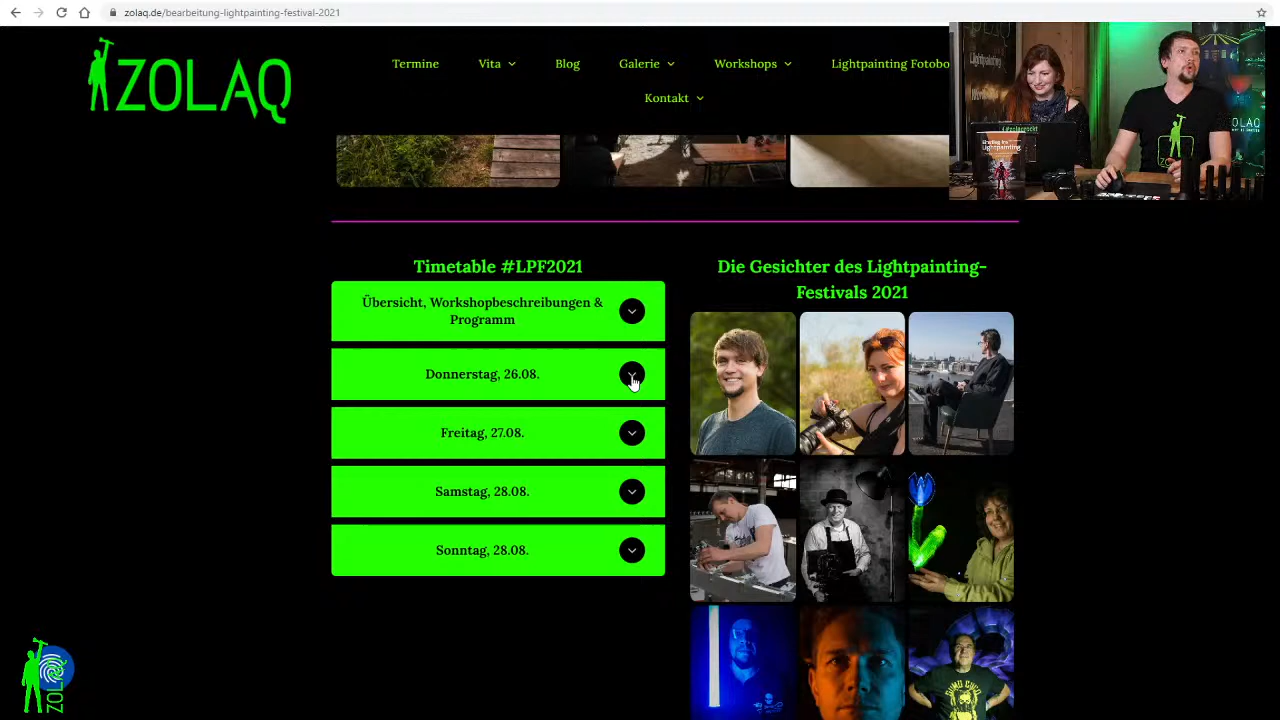 zolaq.de/bearbeitung-lightpainting-festival-2021
ZOLAQ
Termine
Vita
Blog
Galerie
Workshops
Lightpainting Fotobo
Kontakt
Lightpainting
ZOLAQ
Timetable #LPF2021
Übersicht, Workshopbeschreibungen &
Programm
Donnerstag, 26.08.
Freitag, 27.08.
Samstag, 28.08.
Sonntag, 28.08.
Die Gesichter des Lightpainting-
Festivals 2021